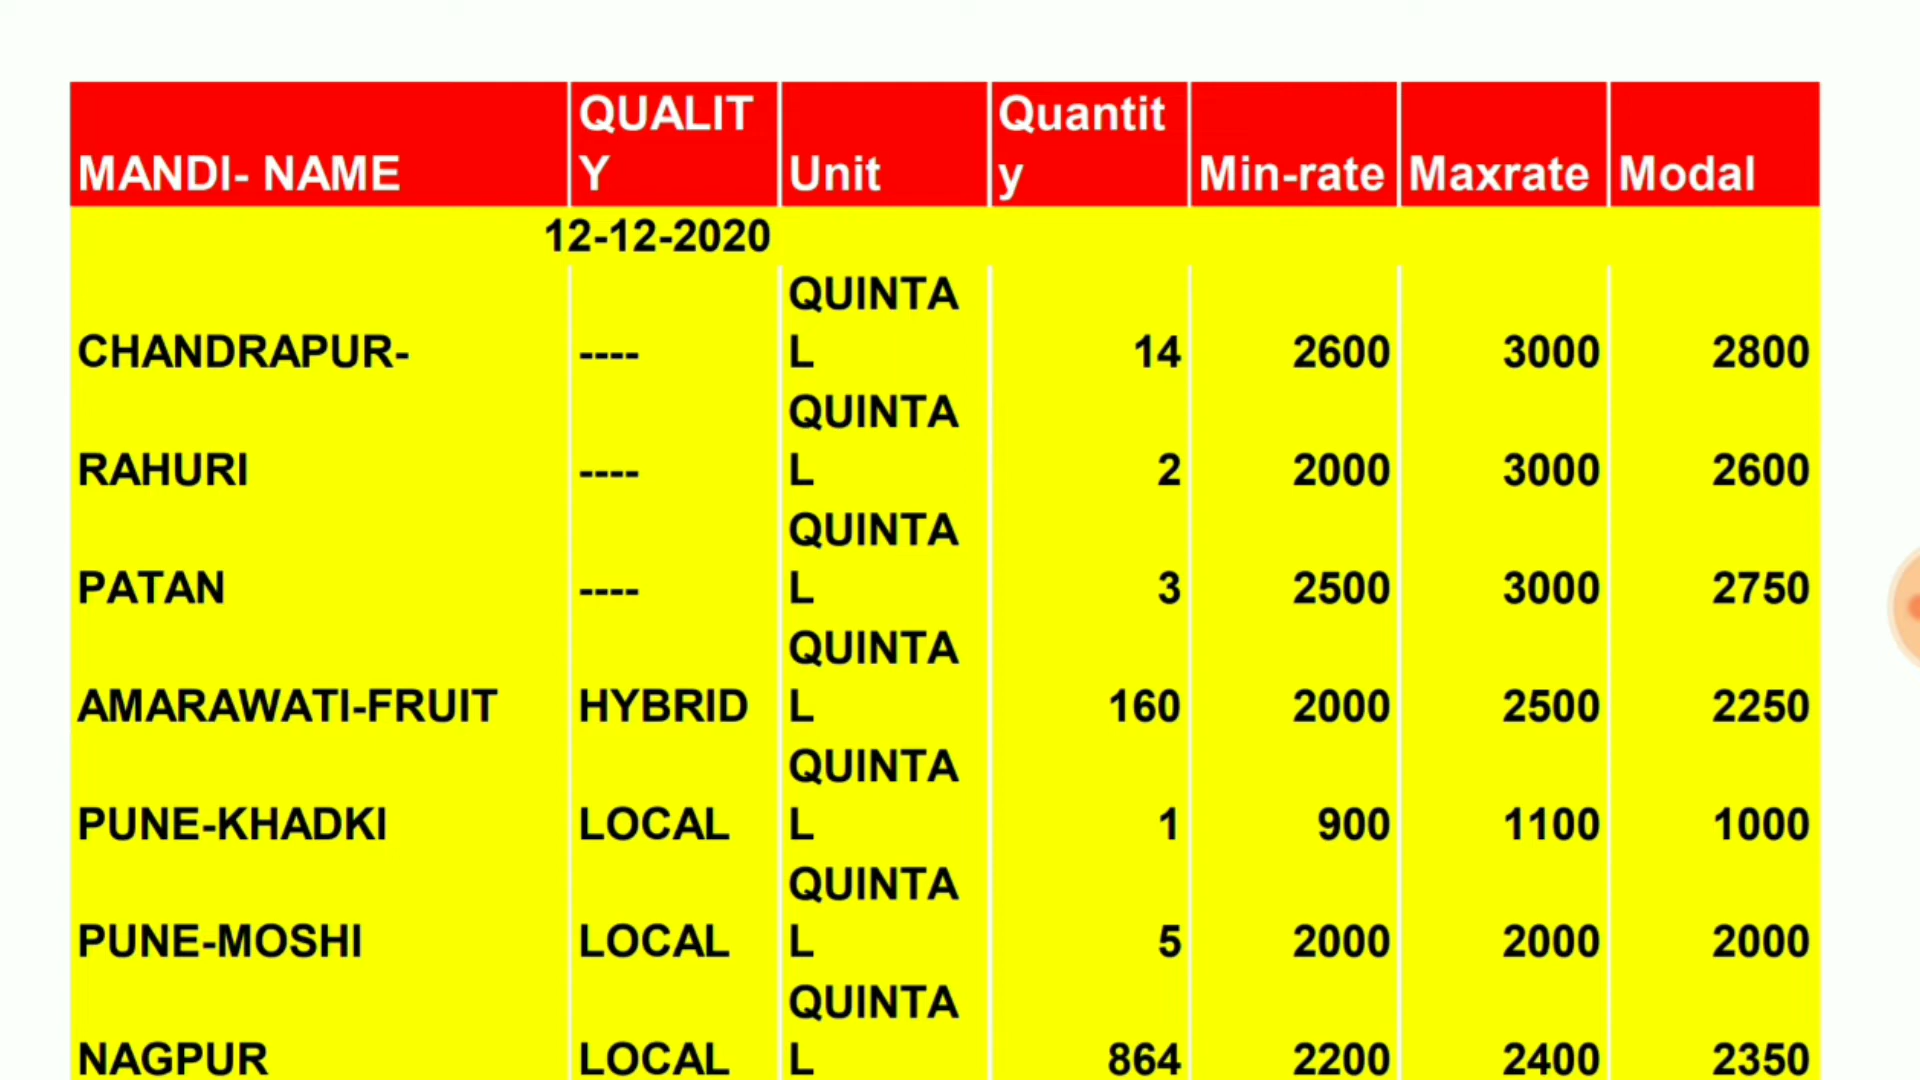 MANDI- NAME QUALIT Y Unit Quantit y Min-rate Maxrate Modal
12-12-2020
CHANDRAPUR- ---- QUINTA L 14 2600 3000 2800
RAHURI ---- QUINTA L 2 2000 3000 2600
PATAN ---- QUINTA L 3 2500 3000 2750
AMARAWATI-FRUIT HYBRID QUINTA L 160 2000 2500 2250
PUNE-KHADKI LOCAL QUINTA L 1 900 1100 1000
PUNE-MOSHI LOCAL QUINTA L 5 2000 2000 2000
NAGPUR LOCAL QUINTA L 864 2200 2400 2350